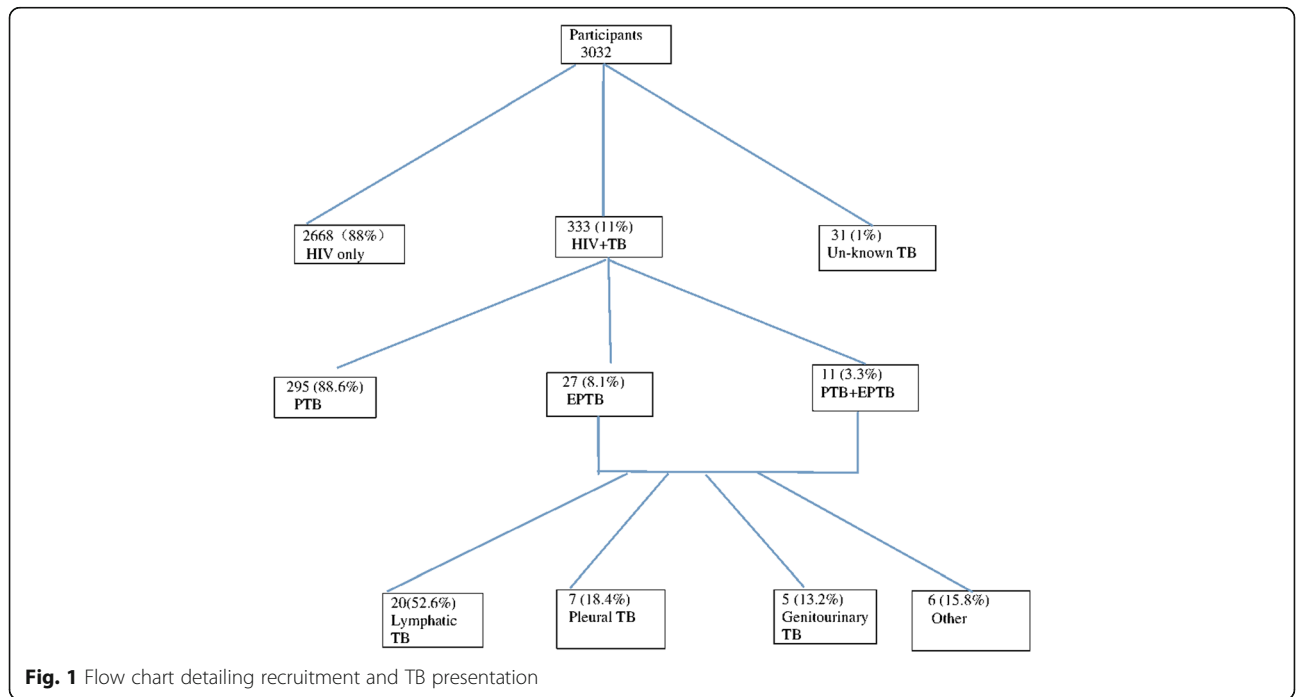 Participants
3032
2668（88%）
HIV only
333 (11%)
HIV+TB
31 (1%)
Un-known TB
295 (88.6%)
PTB
27 (8.1%)
EPTB
11 (3.3%)
PTB+EPTB
20(52.6%)
Lymphatic
TB
7 (18.4%)
Pleural TB
5 (13.2%)
Genitourinary
TB
6 (15.8%)
Other
Fig. 1 Flow chart detailing recruitment and TB presentation